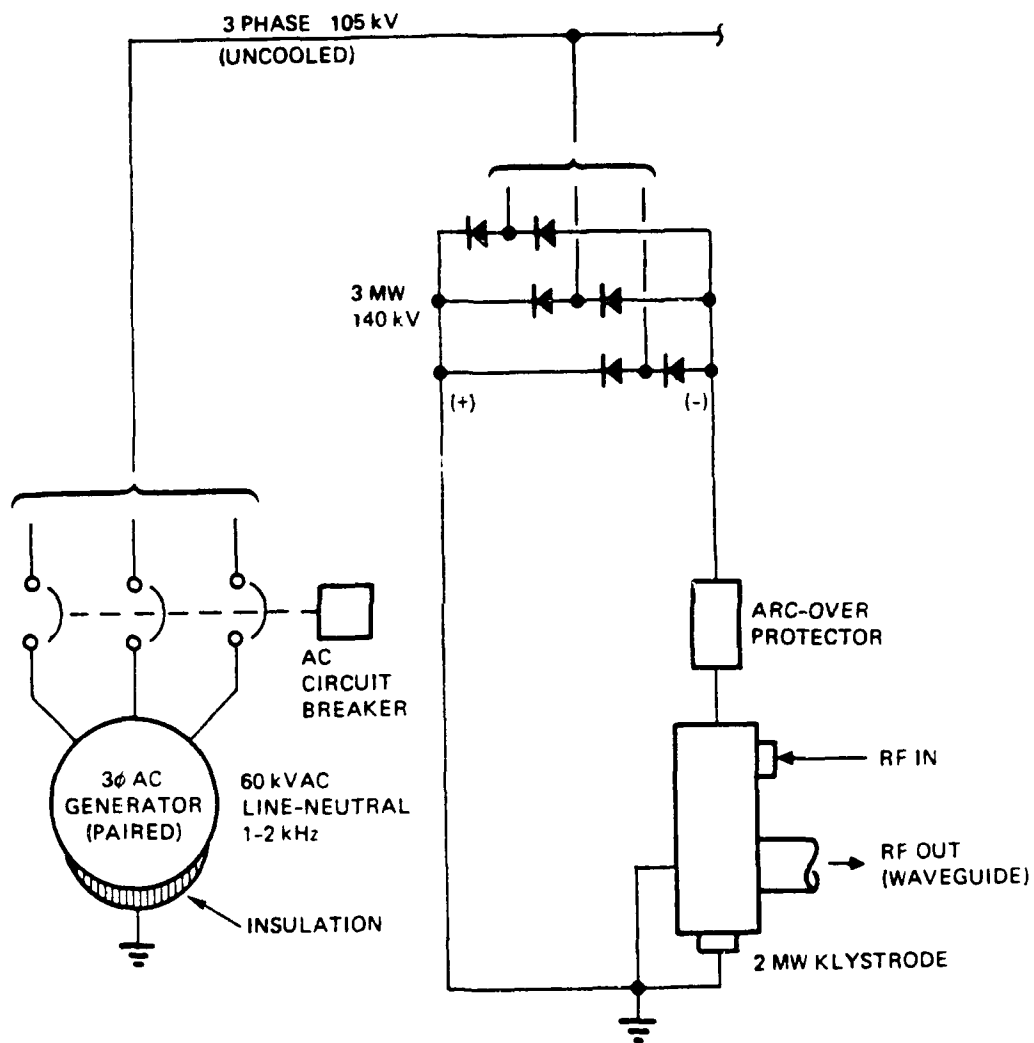 3 PHASE 105 kV
(UNCOOLED)
3 MW
140 kV
(+)
(-)
ARC-OVER
PROTECTOR
AC
CIRCUIT
BREAKER
3ϕ AC
GENERATOR
(PAIRED)
60 kVAC
LINE-NEUTRAL
1-2 kHz
INSULATION
RF IN
RF OUT
(WAVEGUIDE)
2 MW KLYSTRODE